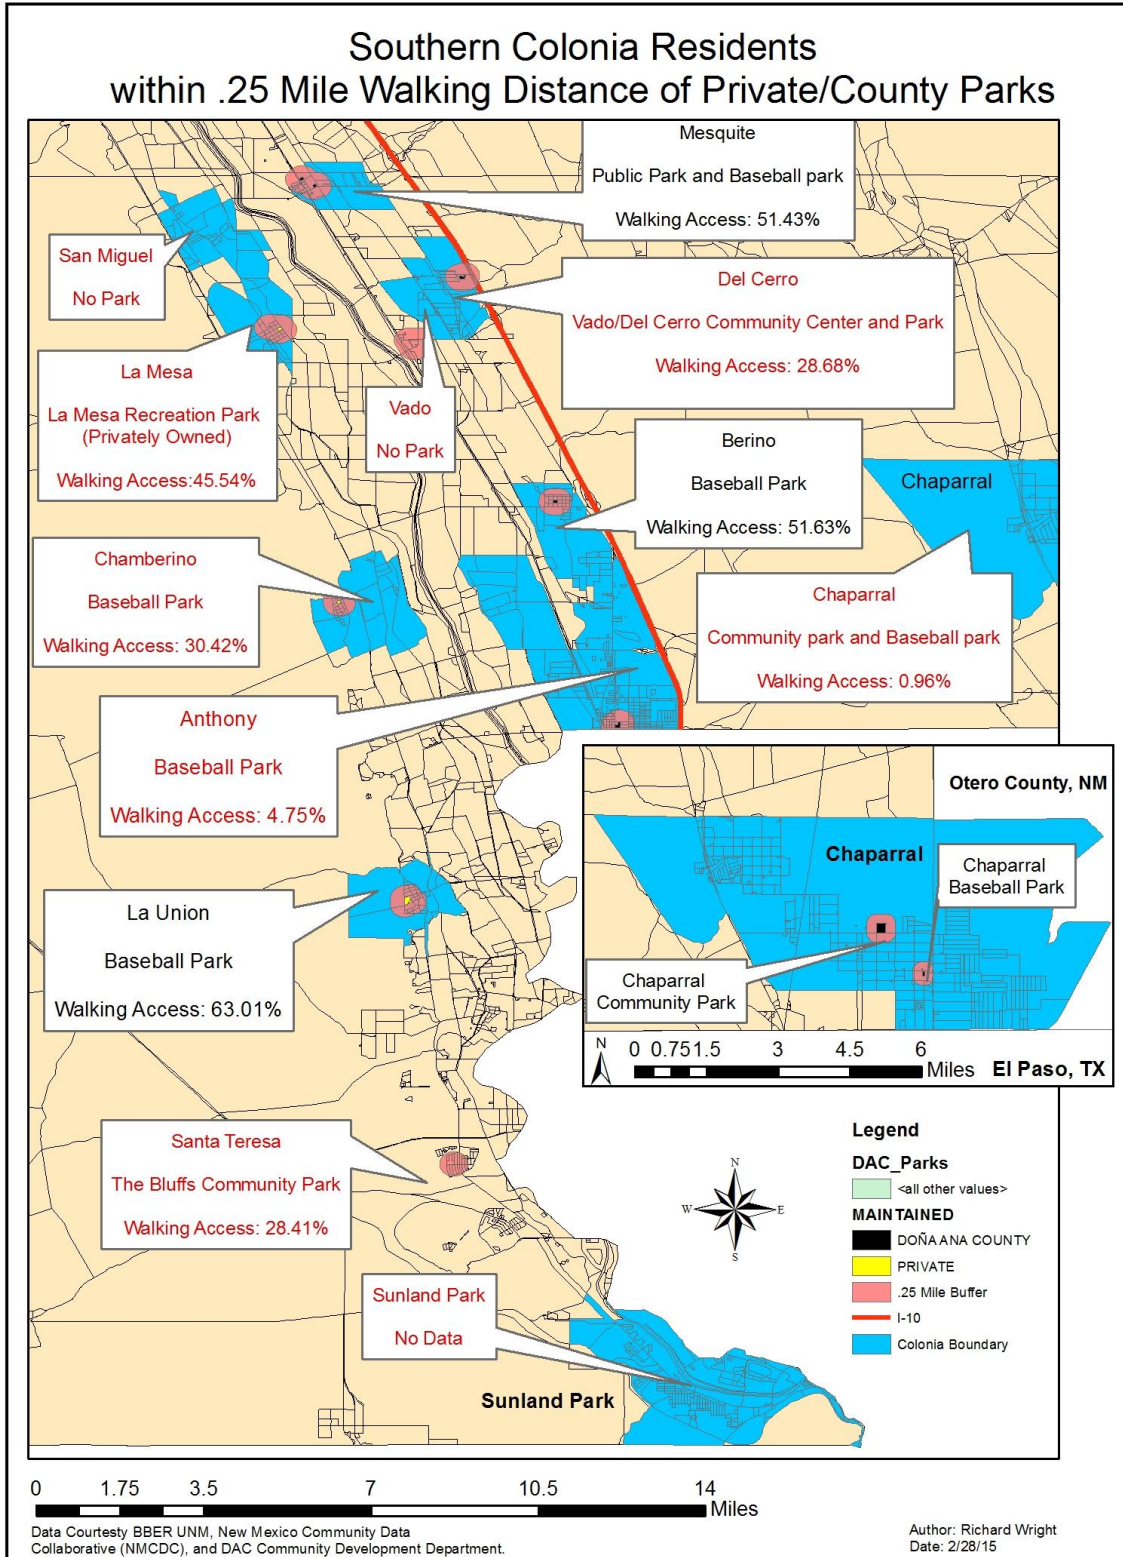 Southern Colonia Residents
within .25 Mile Walking Distance of Private/County Parks
Mesquite
Public Park and Baseball park
Walking Access: 51.43%
San Miguel
No Park
Del Cerro
Vado/Del Cerro Community Center and Park
Walking Access: 28.68%
La Mesa
La Mesa Recreation Park
(Privately Owned)
Walking Access:45.54%
Vado
No Park
Berino
Baseball Park
Walking Access: 51.63%
Chaparral
Chamberino
Baseball Park
Walking Access: 30.42%
Chaparral
Community park and Baseball park
Walking Access: 0.96%
Anthony
Baseball Park
Walking Access: 4.75%
Otero County, NM
Chaparral
Chaparral
Baseball Park
Chaparral
Community Park
N
0 0.75 1.5 3 4.5 6
Miles
El Paso, TX
La Union
Baseball Park
Walking Access: 63.01%
Santa Teresa
The Bluffs Community Park
Walking Access: 28.41%
N
W
E
S
Legend
DAC_Parks
<all other values>
MAINTAINED
DOÑA ANA COUNTY
PRIVATE
.25 Mile Buffer
I-10
Colonia Boundary
Sunland Park
No Data
Sunland Park
0 1.75 3.5 7 10.5 14
Miles
Data Courtesty BBER UNM, New Mexico Community Data
Collaborative (NMCDC), and DAC Community Development Department.
Author: Richard Wright
Date: 2/28/15